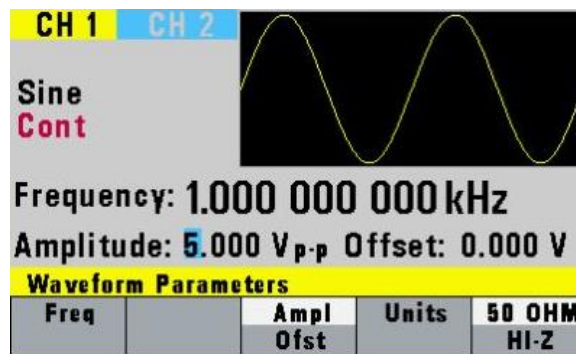 CH 1 CH 2
Sine
Cont
Frequency: 1.000 000 000 kHz
Amplitude: 5.000 Vp-p Offset: 0.000 V
Waveform Parameters
Freq Ampl Units 50 OHM
Ofst HI-Z